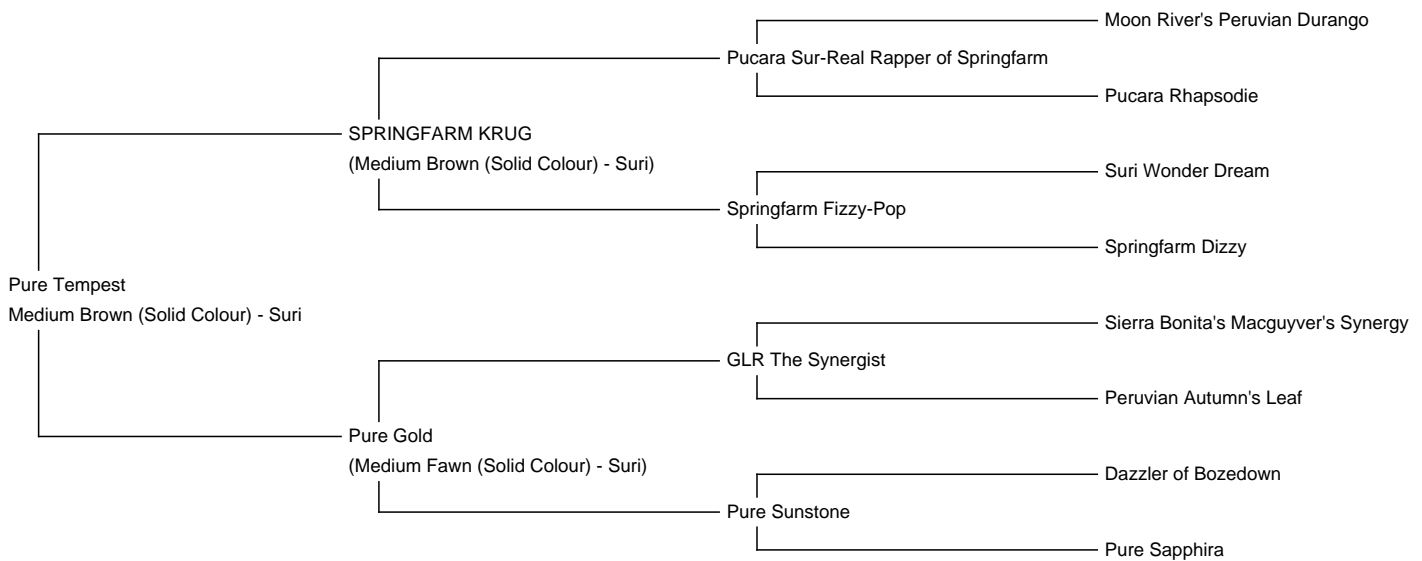 Moon River's Peruvian Durango
Pucara Sur-Real Rapper of Springfarm
Pucara Rhapsodie
SPRINGFARM KRUG
(Medium Brown (Solid Colour) - Suri)
Suri Wonder Dream
Springfarm Fizzy-Pop
Springfarm Dizzy
Pure Tempest
Medium Brown (Solid Colour) - Suri
Sierra Bonita's Macguyver's Synergy
GLR The Synergist
Peruvian Autumn's Leaf
Pure Gold
(Medium Fawn (Solid Colour) - Suri)
Dazzler of Bozedown
Pure Sunstone
Pure Sapphira